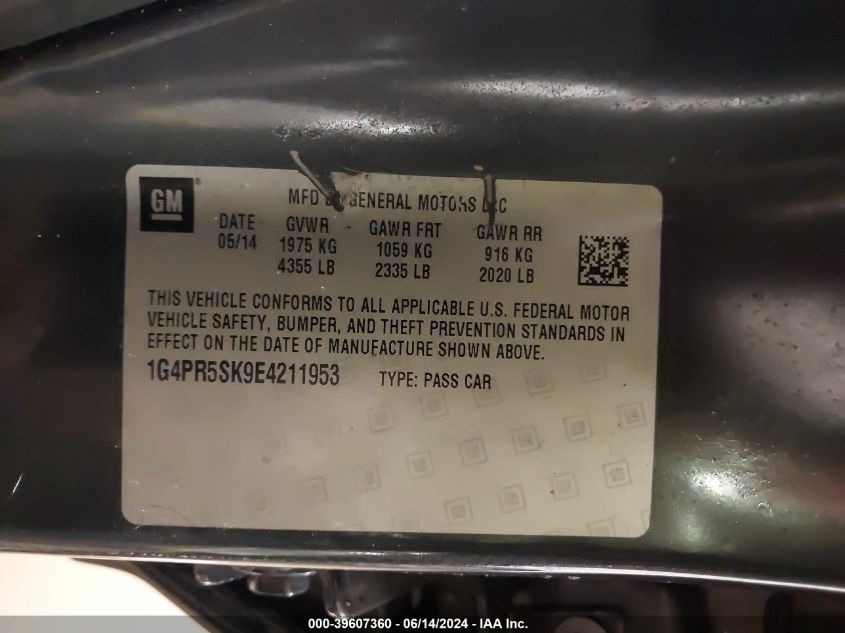 GM ®
MFD BY GENERAL MOTORS LLC
DATE GVWR GAWR FRT GAWR RR
05/14 1975 KG 1059 KG 916 KG
4355 LB 2335 LB 2020 LB
THIS VEHICLE CONFORMS TO ALL APPLICABLE U.S. FEDERAL MOTOR
VEHICLE SAFETY, BUMPER, AND THEFT PREVENTION STANDARDS IN
EFFECT ON THE DATE OF MANUFACTURE SHOWN ABOVE.
1G4PR5SK9E4211953 TYPE: PASS CAR
000-39607360 - 06/14/2024 - IAA Inc.